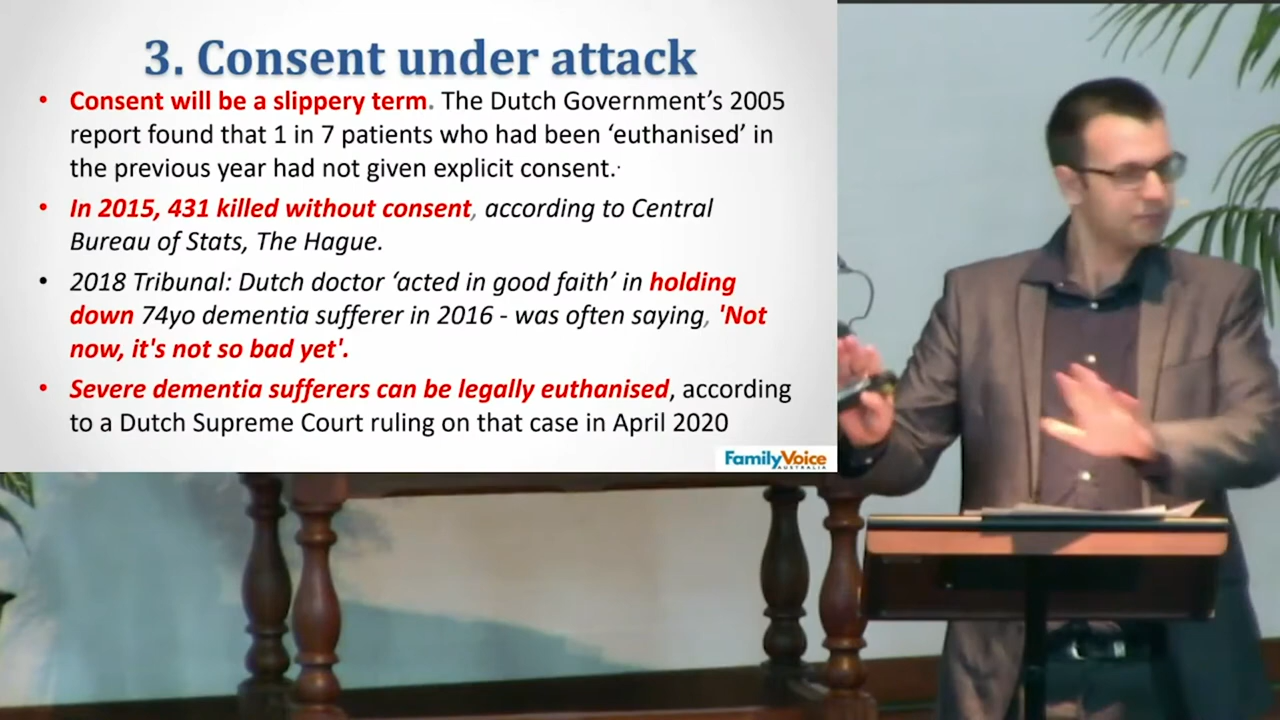 3. Consent under attack
• Consent will be a slippery term. The Dutch Government's 2005
report found that 1 in 7 patients who had been 'euthanised' in
the previous year had not given explicit consent.
• In 2015, 431 killed without consent, according to Central
Bureau of Stats, The Hague.
• 2018 Tribunal: Dutch doctor 'acted in good faith' in holding
down 74yo dementia sufferer in 2016 - was often saying, 'Not
now, it's not so bad yet'.
• Severe dementia sufferers can be legally euthanised, according
to a Dutch Supreme Court ruling on that case in April 2020
FamilyVoice
AUSTRALIA